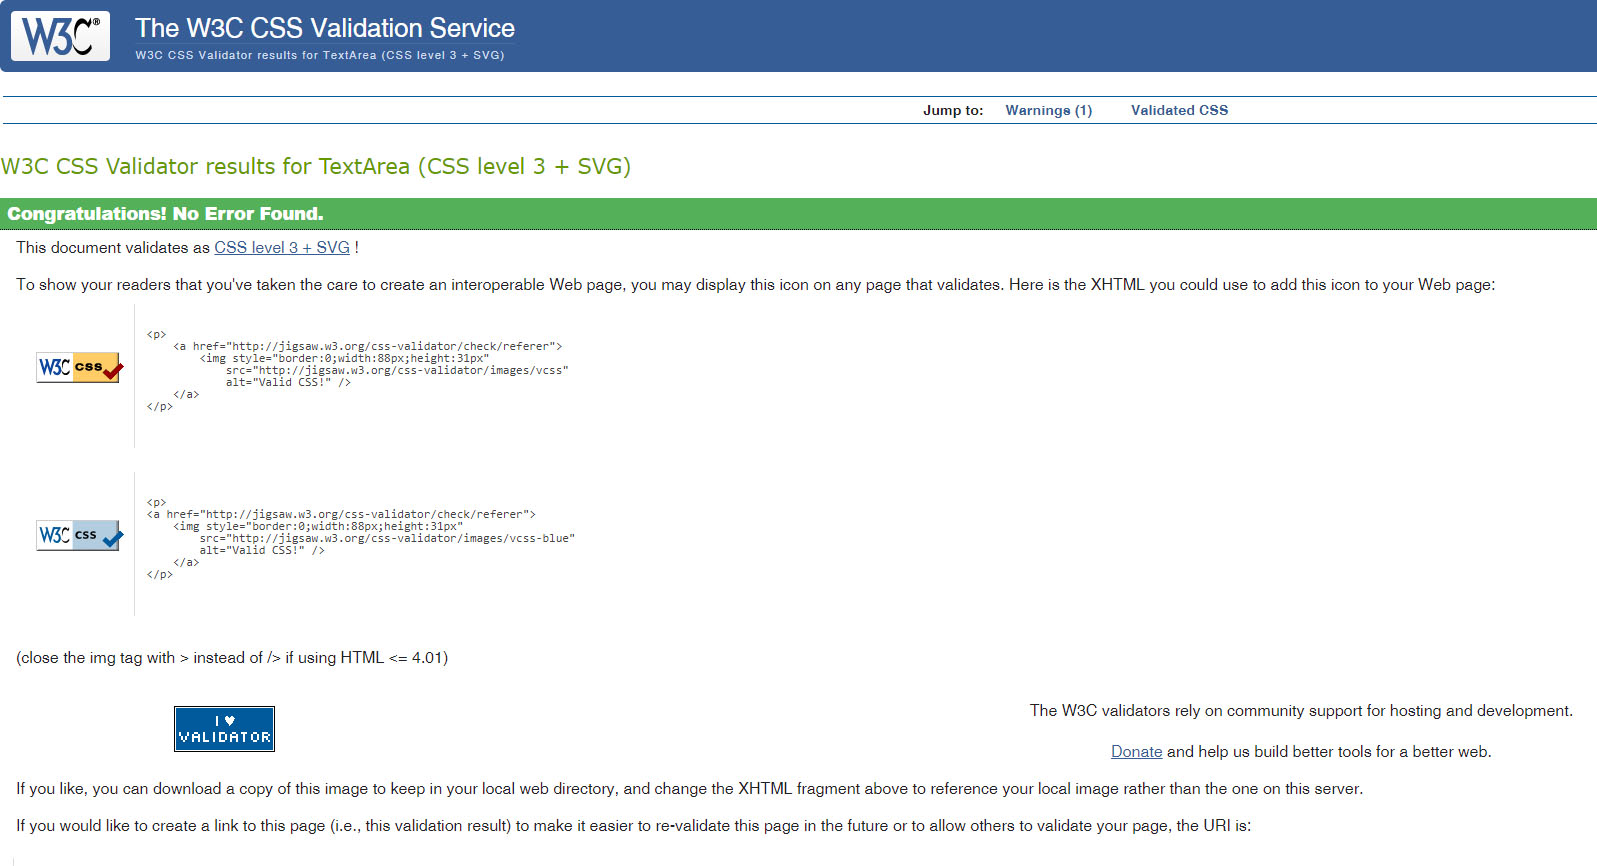 W3C®
The W3C CSS Validation Service
W3C CSS Validator results for TextArea (CSS level 3 + SVG)
Jump to: Warnings (1) Validated CSS
W3C CSS Validator results for TextArea (CSS level 3 + SVG)
Congratulations! No Error Found.
This document validates as CSS level 3 + SVG !
To show your readers that you've taken the care to create an interoperable Web page, you may display this icon on any page that validates. Here is the XHTML you could use to add this icon to your Web page:
W3C css
<p>
<a href="http://jigsaw.w3.org/css-validator/check/referer">
<img style="border:0;width:88px;height:31px"
src="http://jigsaw.w3.org/css-validator/images/vcss"
alt="Valid CSS!" />
</a>
</p>
W3C css
<p>
<a href="http://jigsaw.w3.org/css-validator/check/referer">
<img style="border:0;width:88px;height:31px"
src="http://jigsaw.w3.org/css-validator/images/vcss-blue"
alt="Valid CSS!" />
</a>
</p>
(close the img tag with > instead of /> if using HTML <= 4.01)
I ♥
VALIDATOR
The W3C validators rely on community support for hosting and development.
Donate and help us build better tools for a better web.
If you like, you can download a copy of this image to keep in your local web directory, and change the XHTML fragment above to reference your local image rather than the one on this server.
If you would like to create a link to this page (i.e., this validation result) to make it easier to re-validate this page in the future or to allow others to validate your page, the URI is: